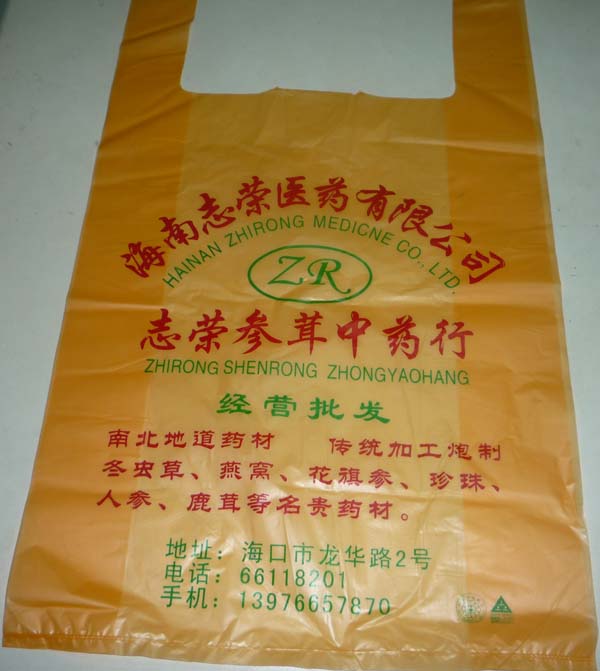 海南志荣医药有限公司
HAINAN ZHIRONG MEDICNE CO., LTD.
ZR
志荣参茸中药行
ZHIRONG SHENRONG ZHONGYAOHANG
经营批发
南北地道药材 传统加工炮制
冬虫草、燕窝、花旗参、珍珠、
人参、鹿茸等名贵药材。
地址：海口市龙华路2号
电话：66118201
手机：13976657870